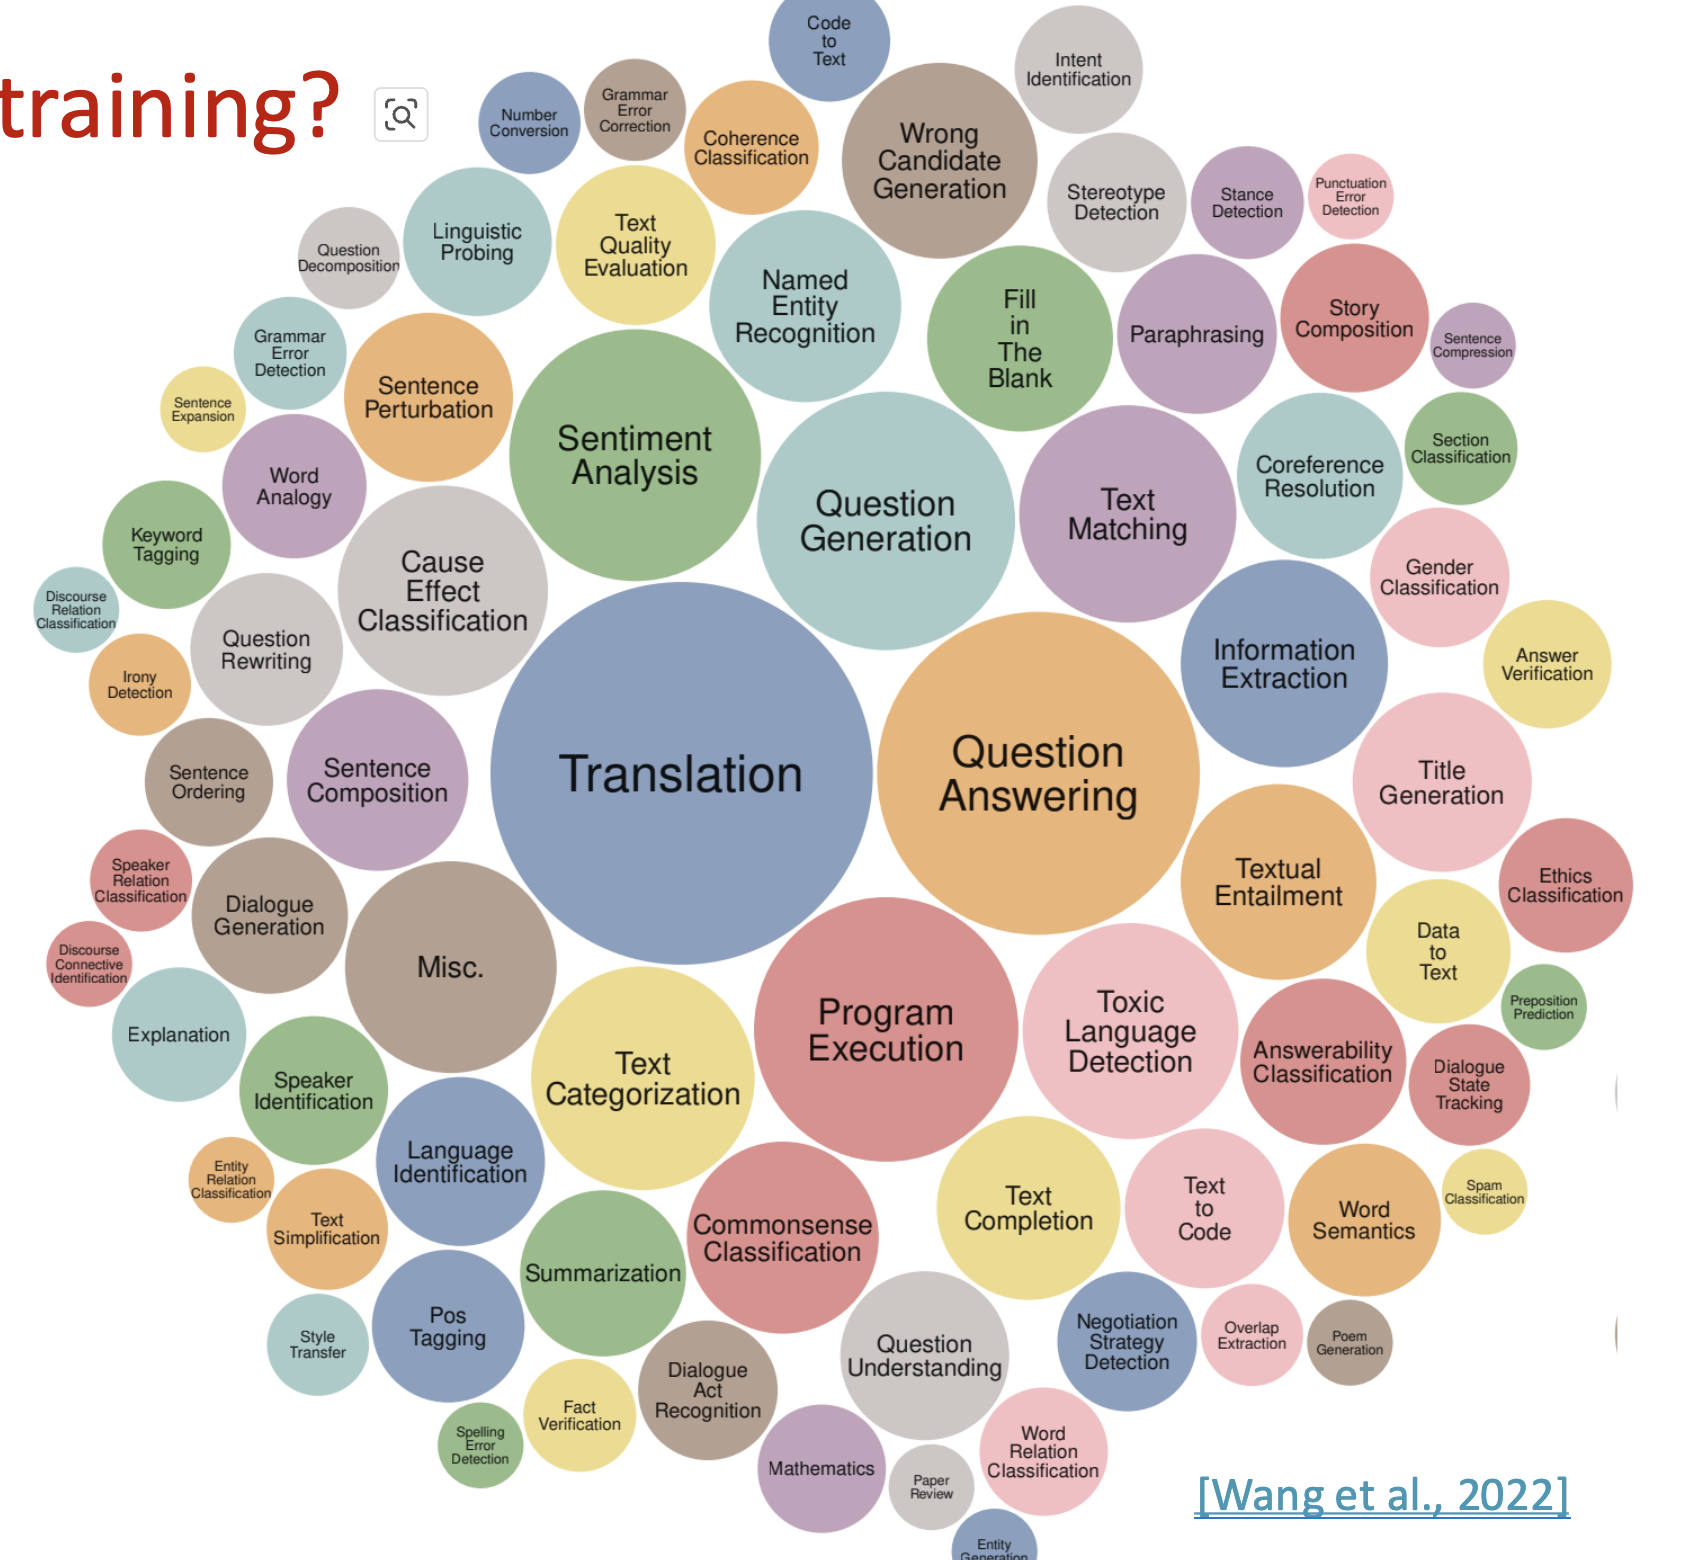 training?
Code
to
Text
Intent
Identification
Number
Conversion
Grammar
Error
Correction
Coherence
Classification
Wrong
Candidate
Generation
Stereotype
Detection
Stance
Detection
Punctuation
Error
Detection
Question
Decomposition
Linguistic
Probing
Text
Quality
Evaluation
Named
Entity
Recognition
Fill
in
The
Blank
Paraphrasing
Story
Composition
Sentence
Compression
Grammar
Error
Detection
Sentence
Expansion
Sentence
Perturbation
Sentiment
Analysis
Question
Generation
Text
Matching
Coreference
Resolution
Section
Classification
Word
Analogy
Keyword
Tagging
Cause
Effect
Classification
Gender
Classification
Discourse
Relation
Classification
Question
Rewriting
Information
Extraction
Answer
Verification
Irony
Detection
Sentence
Ordering
Sentence
Composition
Translation
Question
Answering
Title
Generation
Speaker
Relation
Classification
Dialogue
Generation
Textual
Entailment
Ethics
Classification
Discourse
Connective
Identification
Misc.
Data
to
Text
Explanation
Speaker
Identification
Text
Categorization
Program
Execution
Toxic
Language
Detection
Answerability
Classification
Preposition
Prediction
Dialogue
State
Tracking
Entity
Relation
Classification
Language
Identification
Text
Simplification
Summarization
Commonsense
Classification
Text
Completion
Text
to
Code
Word
Semantics
Spam
Classification
Style
Transfer
Pos
Tagging
Question
Understanding
Negotiation
Strategy
Detection
Overlap
Extraction
Poem
Generation
Spelling
Error
Detection
Fact
Verification
Dialogue
Act
Recognition
Mathematics
Paper
Review
Word
Relation
Classification
Entity
Generation
[Wang et al., 2022]